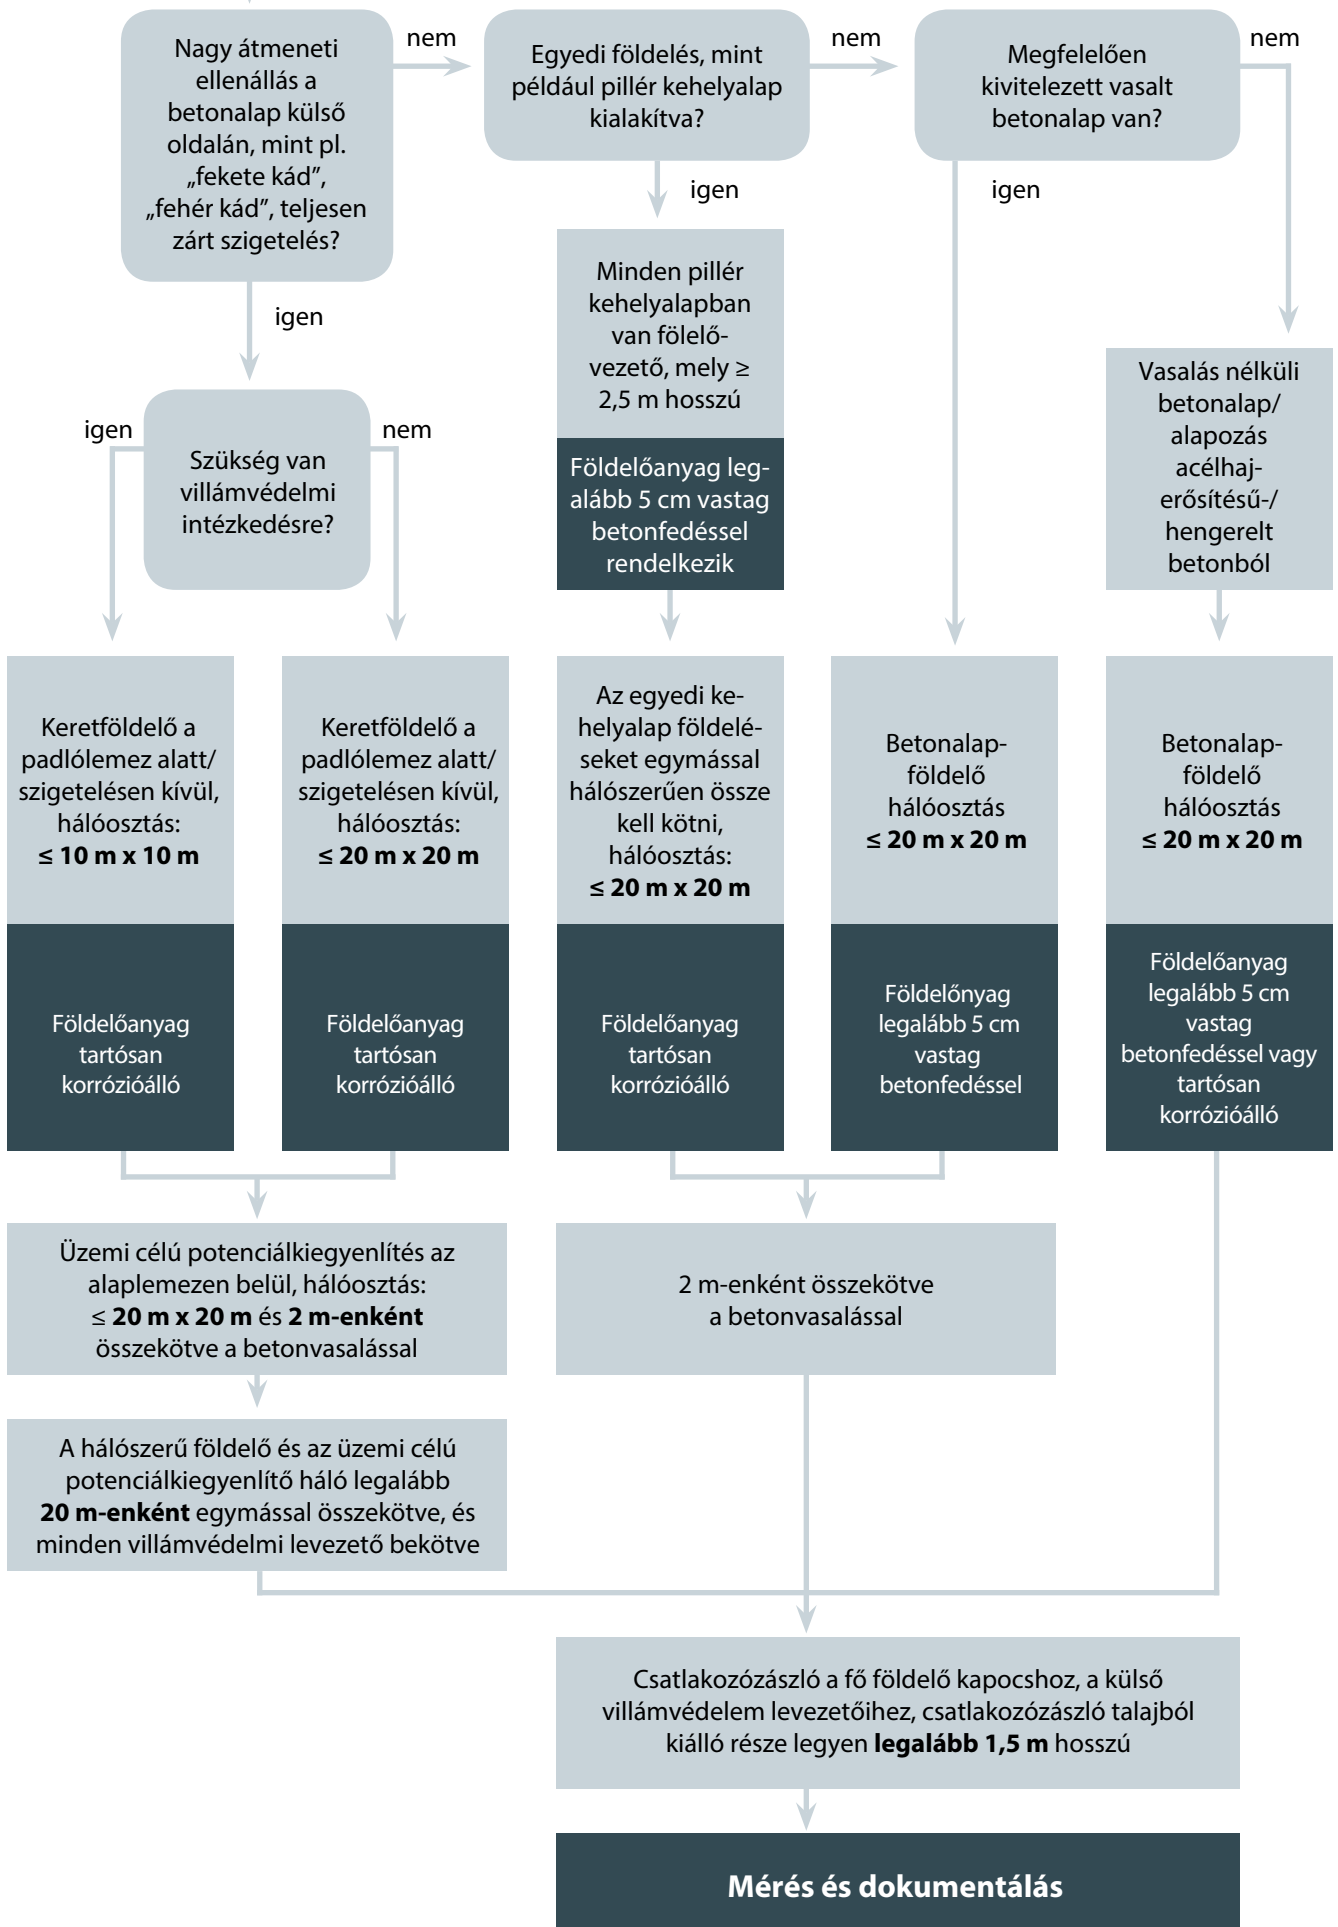 Nagy átmeneti
ellenállás a
betonalap külső
oldalán, mint pl.
„fekete kád”,
„fehér kád”, teljesen
zárt szigetelés?
nem
Egyedi földelés, mint
például pillér kehelyalap
kialakítva?
nem
Megfelelően
kivitelezett vasalt
betonalap van?
nem
igen
igen
igen
Minden pillér
kehelyalapban
van fölelő-
vezető, mely ≥
2,5 m hosszú
Földelőanyag leg-
alább 5 cm vastag
betonfedéssel
rendelkezik
Vasalás nélküli
betonalap/
alapozás
acélhaj-
erősítésű-/
hengerelt
betonból
igen
Szükség van
villámvédelmi
intézkedésre?
nem
Keretföldelő a
padlólemez alatt/
szigetelésen kívül,
hálóosztás:
≤ 10 m x 10 m
Földelőanyag
tartósan
korrózióálló
Keretföldelő a
padlólemez alatt/
szigetelésen kívül,
hálóosztás:
≤ 20 m x 20 m
Földelőanyag
tartósan
korrózióálló
Az egyedi ke-
helyalap földelé-
seket egymással
hálószerűen össze
kell kötni,
hálóosztás:
≤ 20 m x 20 m
Földelőanyag
tartósan
korrózióálló
Betonalap-
földelő
hálóosztás
≤ 20 m x 20 m
Földelőnyag
legalább 5 cm
vastag
betonfedéssel
Betonalap-
földelő
hálóosztás
≤ 20 m x 20 m
Földelőanyag
legalább 5 cm
vastag
betonfedéssel vagy
tartósan
korrózióálló
Üzemi célú potenciálkiegyenlítés az
alaplemezen belül, hálóosztás:
≤ 20 m x 20 m és 2 m-enként
összekötve a betonvasalással
2 m-enként összekötve
a betonvasalással
A hálószerű földelő és az üzemi célú
potenciálkiegyenlítő háló legalább
20 m-enként egymással összekötve, és
minden villámvédelmi levezető bekötve
Csatlakozózászló a fő földelő kapocshoz, a külső
villámvédelem levezetőihez, csatlakozózászló talajból
kiálló része legyen legalább 1,5 m hosszú
Mérés és dokumentálás